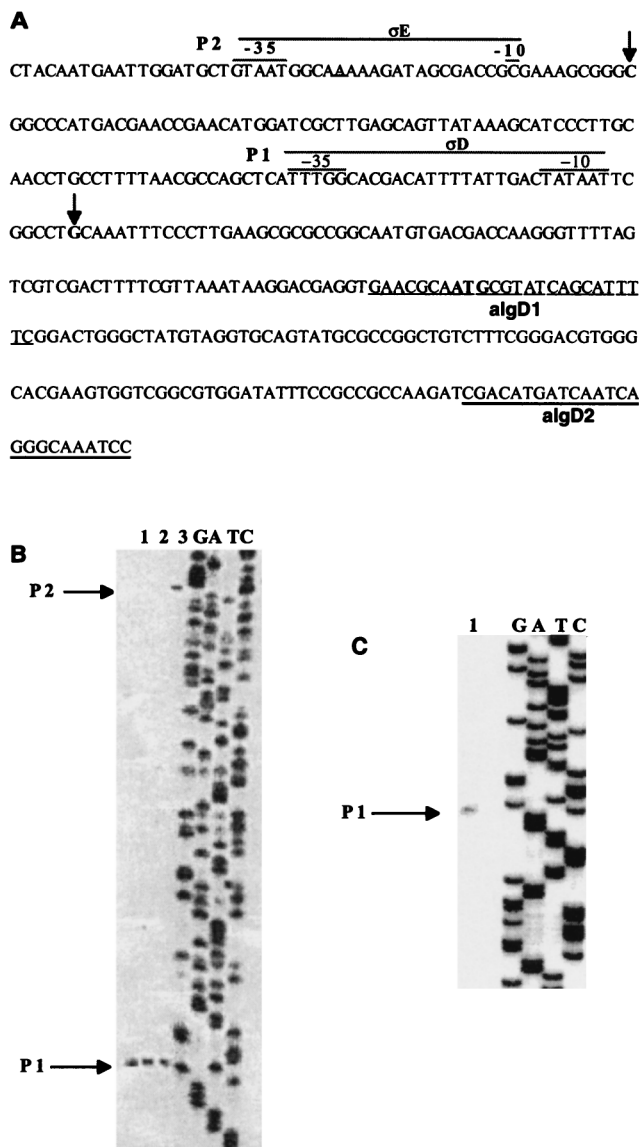 A
P2 -35 σE -10
CTACAATGAATTGGATGCTGTAATGGCAAAAAGATAGCGACCGCGAAAGCGGGC
GGCCCATGACGAACCGAACATGGATCGCTTGAGCAGTTATAAAGCATCCCTTGC
P1 -35 σD -10
AACCTGCCTTTTAACGCCAGCTCATTTGGCACGACATTTTATTGACTATAATTC
GGCCTGCAAATTTCCCTTGAAGCGCGCCGGCAATGTGACGACCAAGGGTTTTAG
TCGTCGACTTTTCGTTAAATAAGGACGAGGTGAACGCAATGCGTATCAGCATTT
algD1
TCGGACTGGGCTATGTAGGTGCAGTATGCGCCGGCTGTCTTTCGGGACGTGGG
CACGAAGTGGTCGGCGTGGATATTTCCGCCGCCAAGATCGACATGATCAATCA
algD2
GGGCAAATCC
B
1 2 3 G A T C
P2
P1
C
1 G A T C
P1